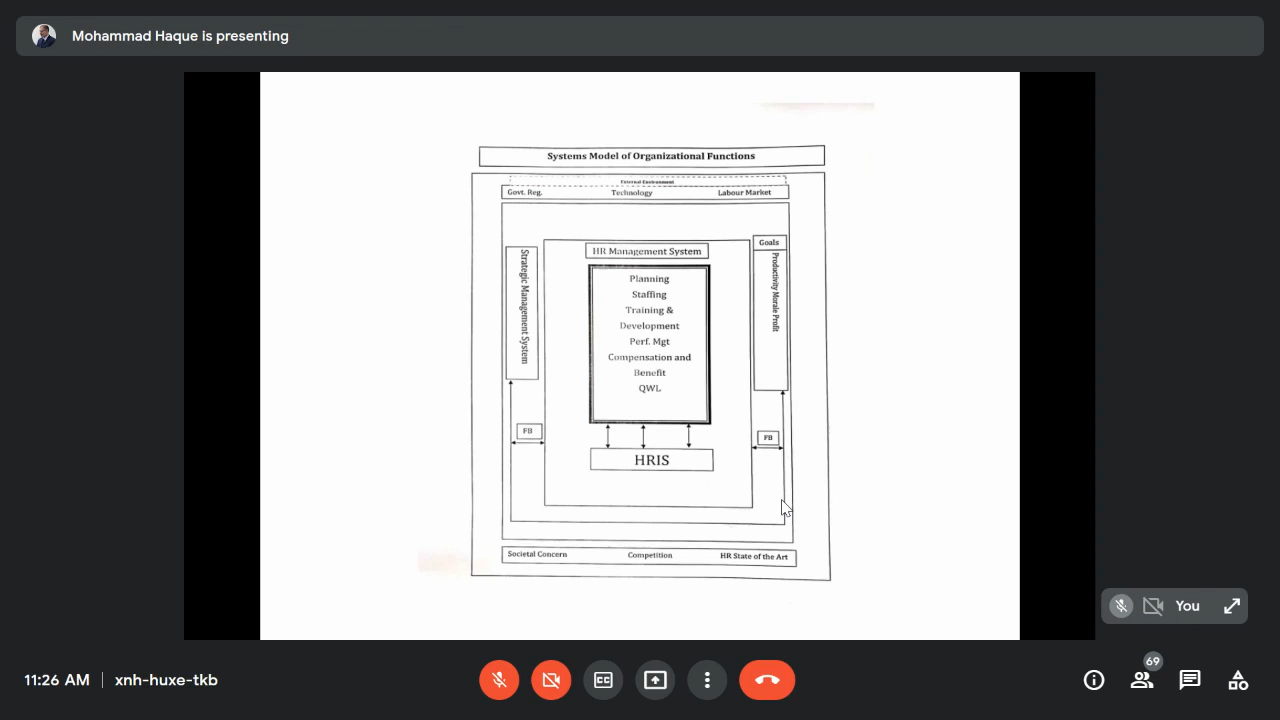 Mohammad Haque is presenting
Systems Model of Organizational Functions
External Environment
Govt. Reg. Technology Labour Market
HR Management System
Goals
Strategic Management System
Productivity Morale Profit
Planning
Staffing
Training &
Development
Perf. Mgt
Compensation and
Benefit
QWL
FB
FB
HRIS
Societal Concern Competition HR State of the Art
You
11:26 AM | xnh-huxe-tkb
CC
69